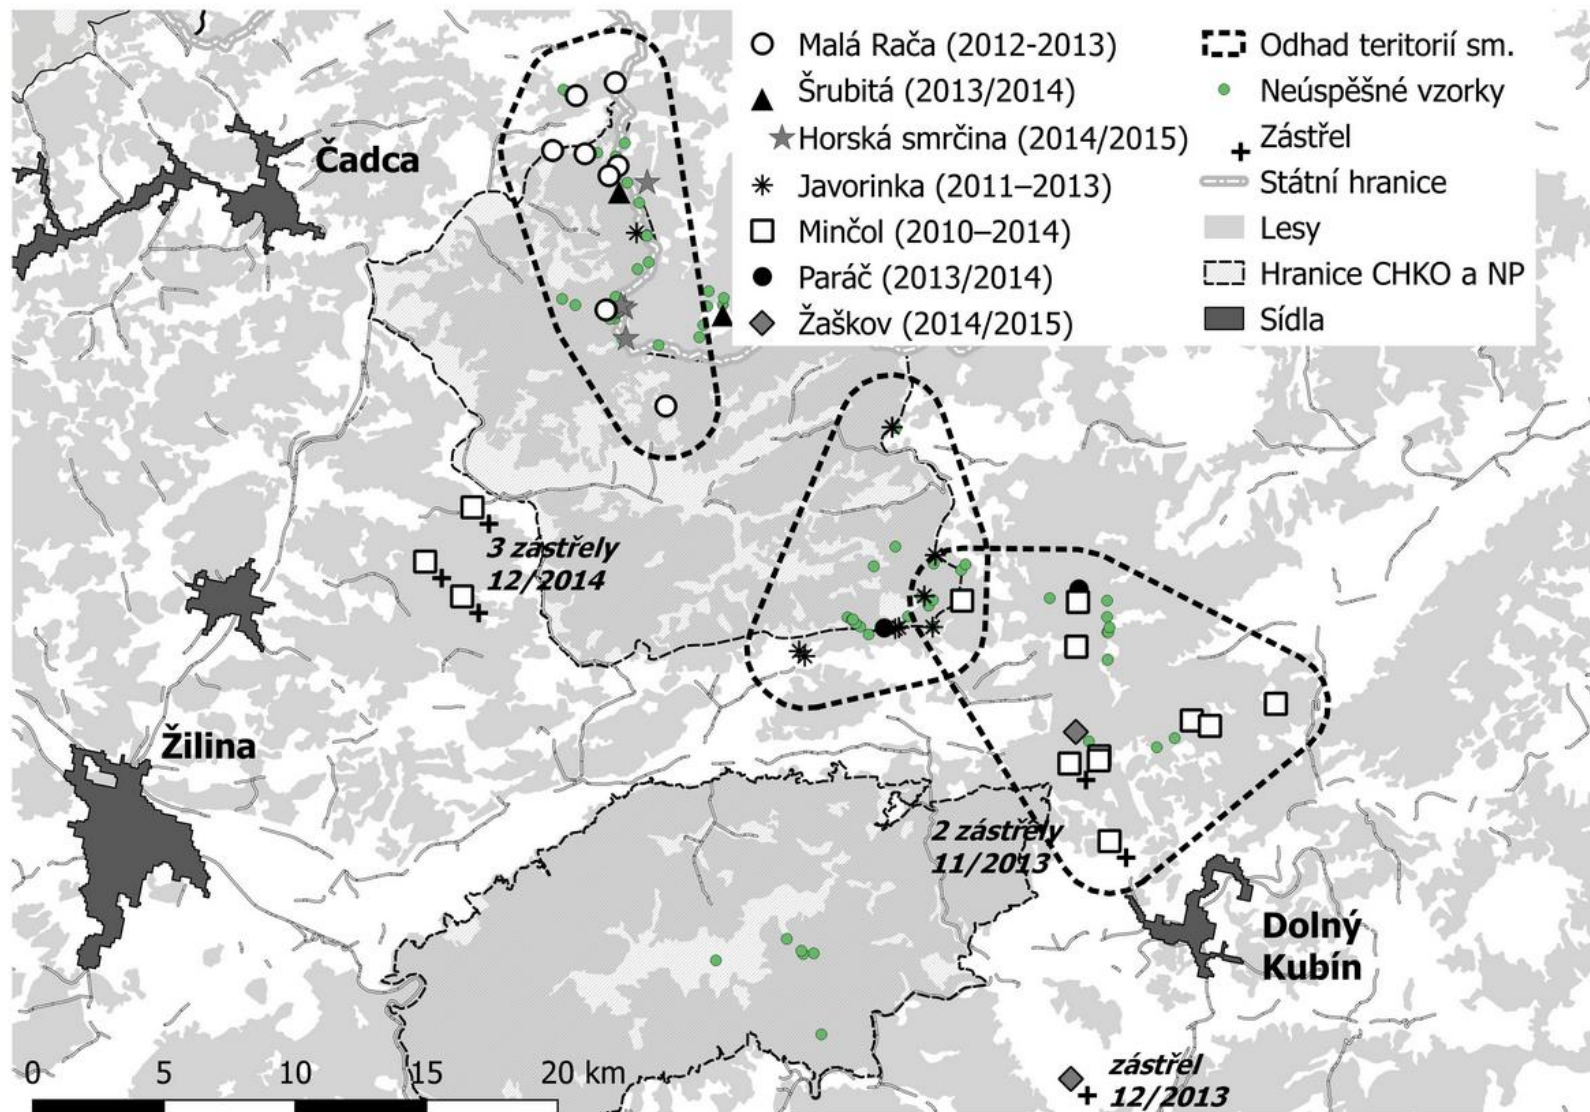 Malá Rača (2012-2013)
Šrubitá (2013/2014)
Horská smrčina (2014/2015)
Javorinka (2011–2013)
Minčol (2010–2014)
Paráč (2013/2014)
Žaškov (2014/2015)
Odhad teritorií sm.
Neúspěšné vzorky
Zástřel
Státní hranice
Lesy
Hranice CHKO a NP
Sídla
Čadca
3 zástřely
12/2014
Žilina
2 zástřely
11/2013
Dolný
Kubín
zástřel
12/2013
0 5 10 15 20 km